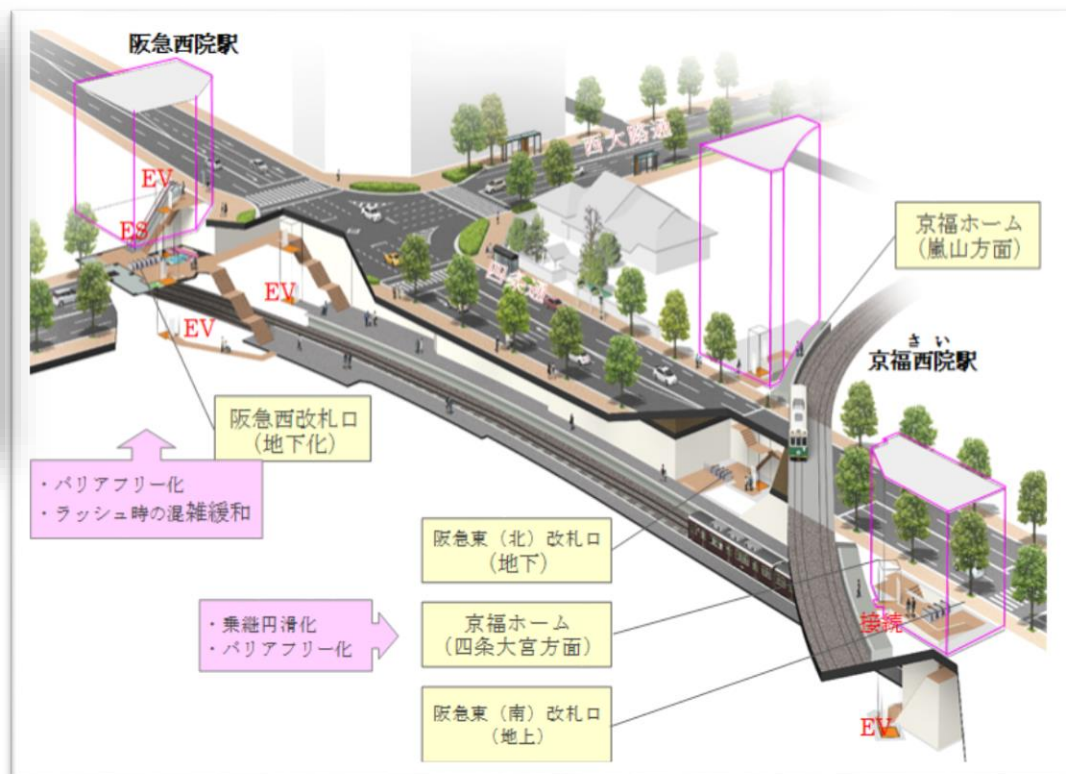 阪急西院駅
西大路通
EV
ES
四条通
京福ホーム
(嵐山方面)
EV
EV
さい
京福西院駅
阪急西改札口
(地下化)
・バリアフリー化
・ラッシュ時の混雑緩和
阪急東(北)改札口
(地下)
・乗継円滑化
・バリアフリー化
京福ホーム
(四条大宮方面)
接続
阪急東(南)改札口
(地上)
EV